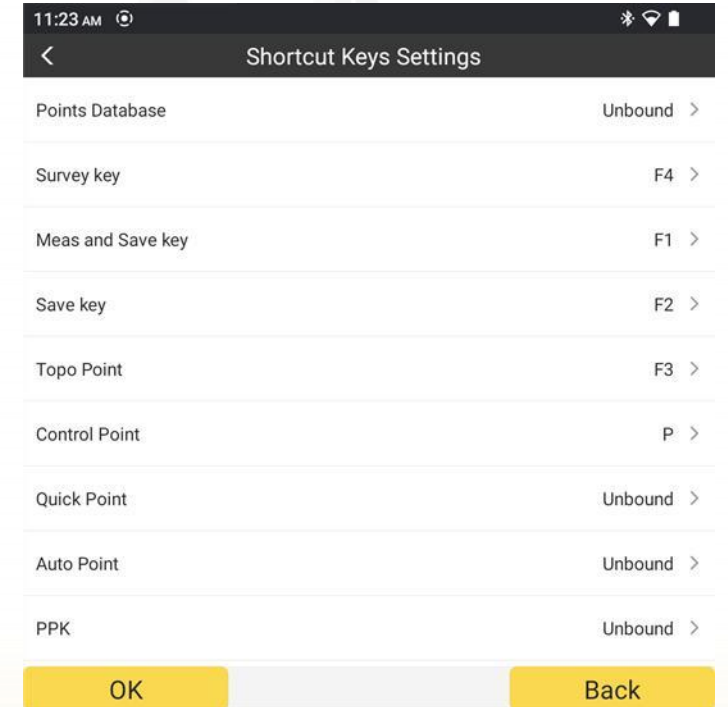 11:23 AM
Shortcut Keys Settings
Points Database Unbound
Survey key F4
Meas and Save key F1
Save key F2
Topo Point F3
Control Point P
Quick Point Unbound
Auto Point Unbound
PPK Unbound
OK Back